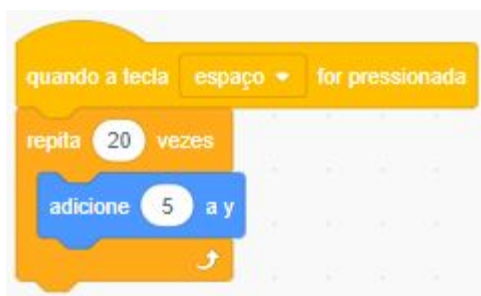 quando a tecla espaço for pressionada
repita 20 vezes
adicione 5 a y